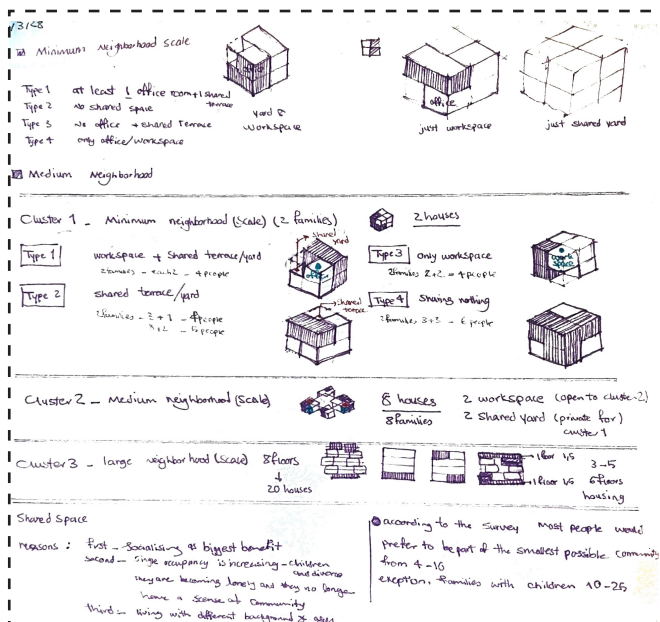 Minimum Neighborhood Scale
Type 1 at least 1 office room + 1 shared terrace
Type 2 no shared space
Type 3 no office + shared terrace
Type 4 only office/workspace
office
yard &
workspace
office
just workspace
just shared yard
Medium Neighborhood
Cluster 1 _ Minimum neighborhood (scale) (2 families)
2 houses
Type 1 workspace + shared terrace/yard
2 families - each 2 - 4 people
shared
yard
office
Type 2 shared terrace/yard
2 families - 2 + 1 -
3+2 - 5 people
shared
terrace
Type 3 only workspace
2 families 2+2 = 4 people
work
space
Type 4 Sharing nothing
2 families 3+3 - 6 people
Cluster 2 _ Medium neighborhood (scale)
8 houses
8 families
2 workspace (open to cluster 2)
2 Shared yard (private for)
cluster 1
Cluster 3 _ large neighborhood (scale) 8 floors
20 houses
1 floor
1 floor
3-5
6 floors
housing
Shared Space
reasons : first _ Socialising as biggest benefit
second _ single occupancy is increasing - children
and divorce
they are becoming lonely and they no longer
have a scense of community
third _ living with different background & ages
according to the survey most people would
prefer to be part of the smallest possible community
from 4-10
exeption. families with children 10-25